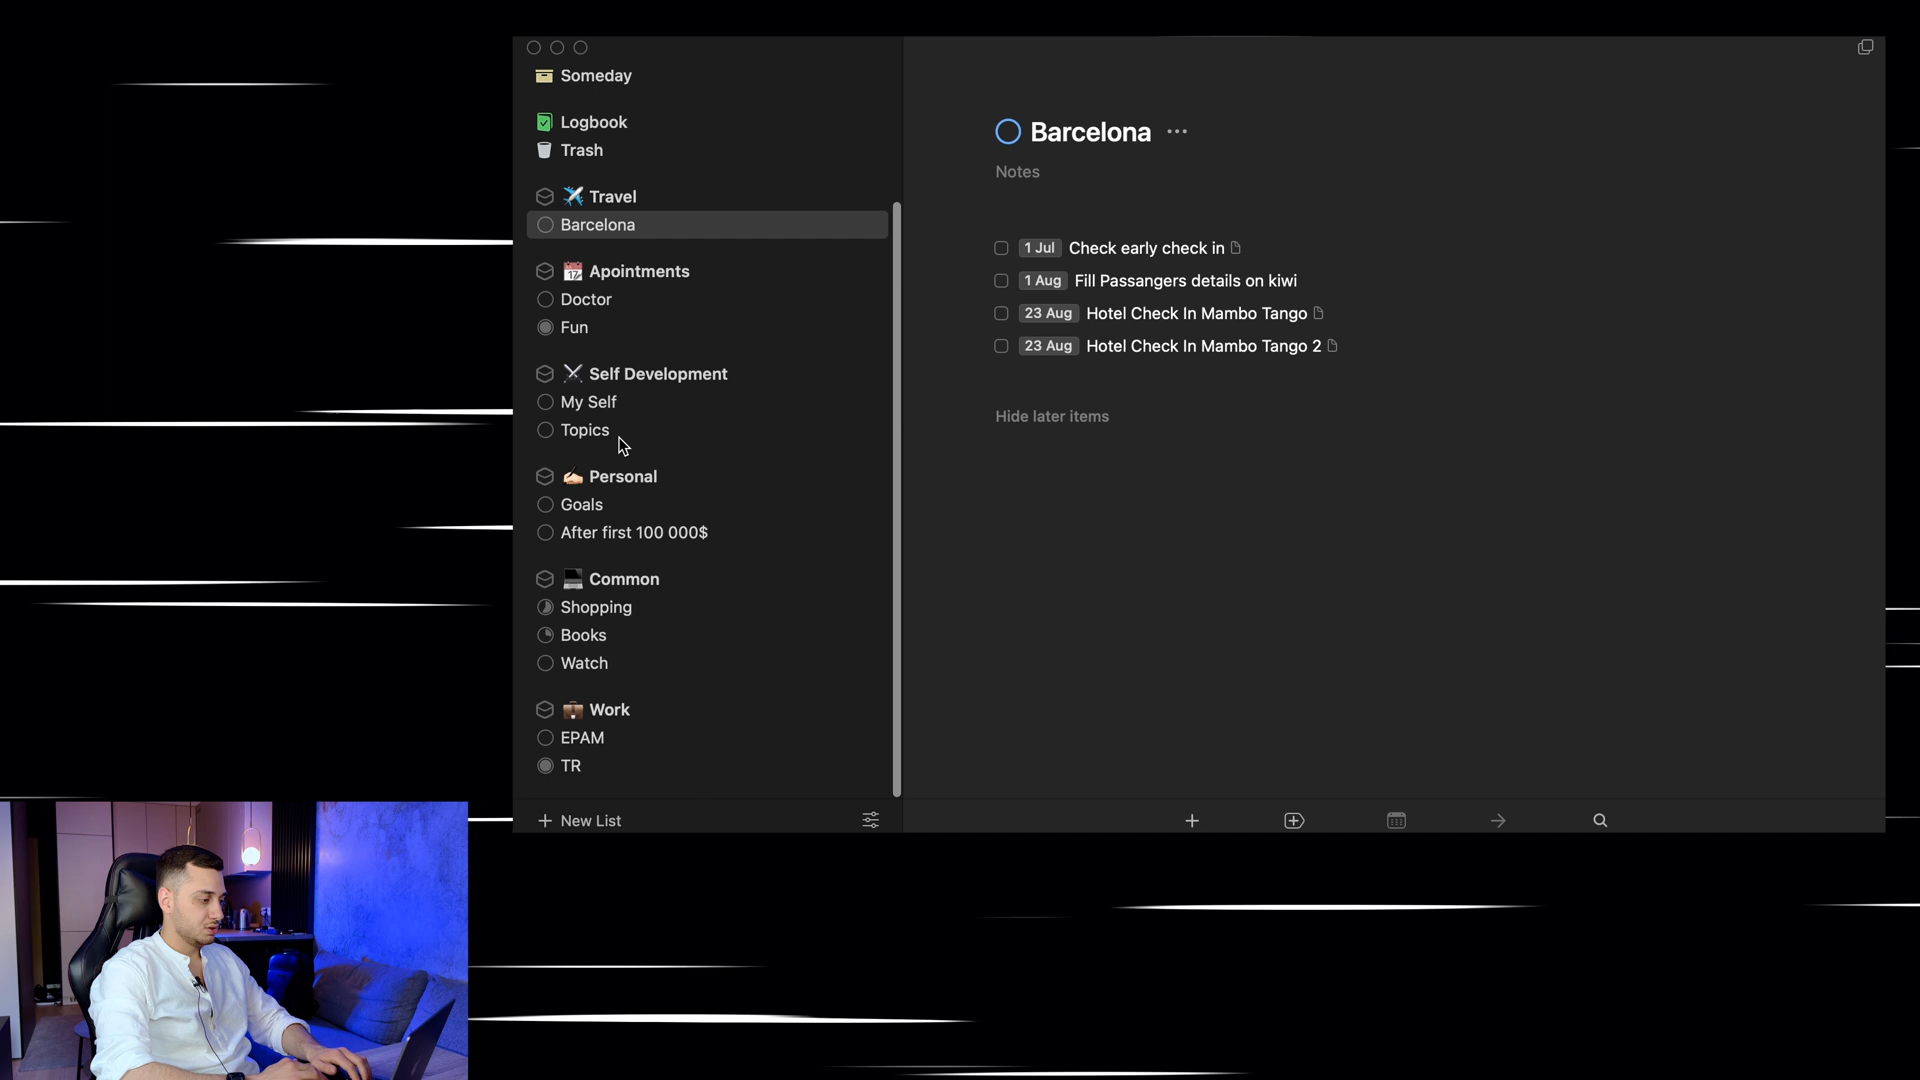 Someday
Logbook
Trash
Travel
Barcelona
Apointments
Doctor
Fun
Self Development
My Self
Topics
Personal
Goals
After first 100 000$
Common
Shopping
Books
Watch
Work
EPAM
TR
New List
Barcelona
Notes
1 Jul Check early check in
1 Aug Fill Passangers details on kiwi
23 Aug Hotel Check In Mambo Tango
23 Aug Hotel Check In Mambo Tango 2
Hide later items